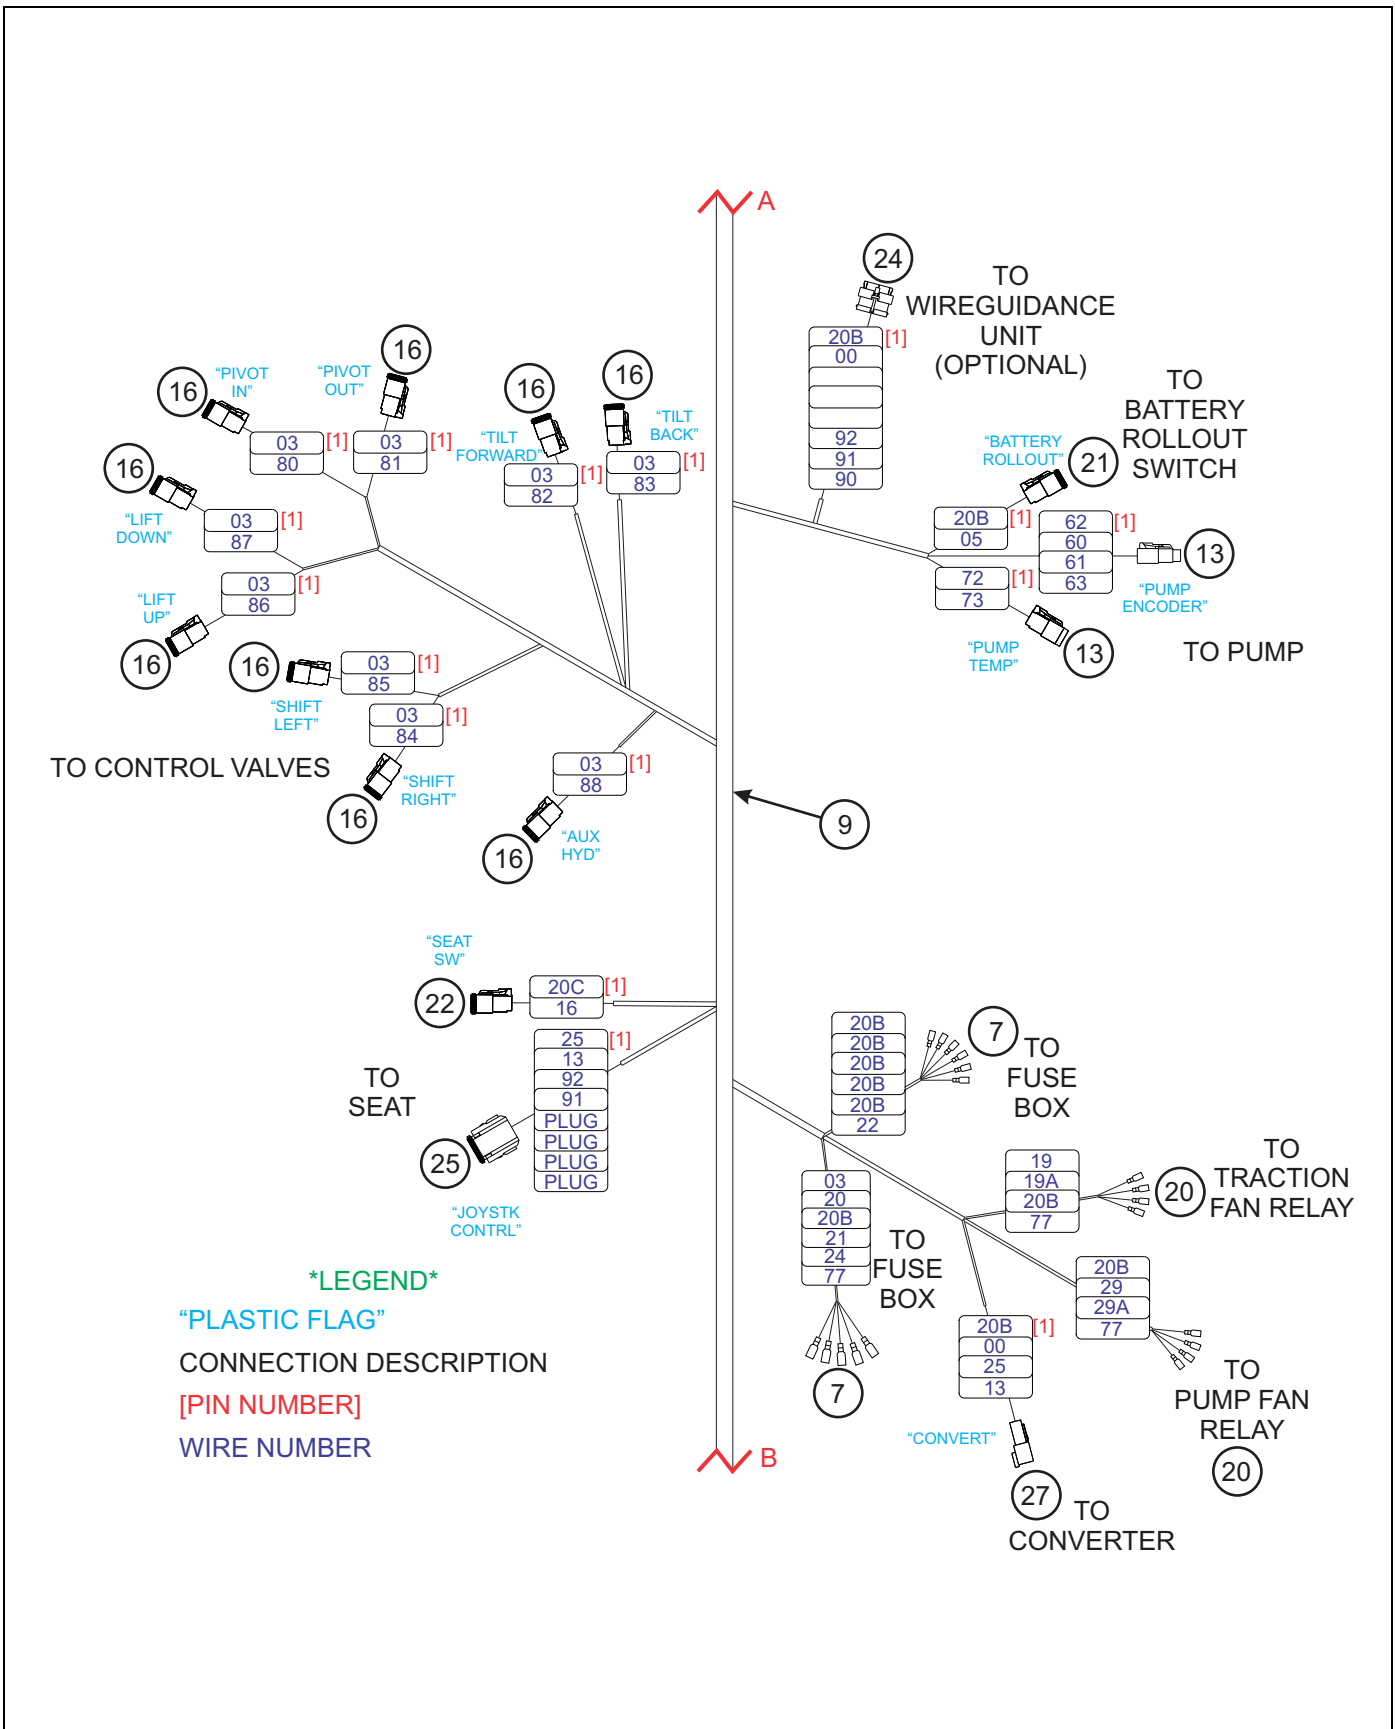 A
24
TO
WIREGUIDANCE
UNIT
(OPTIONAL)
20B [1]
00
92
91
90
16
"PIVOT
IN"
03 [1]
80
16
"PIVOT
OUT"
03 [1]
81
16
"TILT
FORWARD"
03 [1]
82
16
"TILT
BACK"
03 [1]
83
TO
BATTERY
ROLLOUT
SWITCH
"BATTERY
ROLLOUT"
21
20B [1]
05
62 [1]
60
61
63
13
"PUMP
ENCODER"
72 [1]
73
"PUMP
TEMP"
13
TO PUMP
16
"LIFT
DOWN"
03 [1]
87
"LIFT
UP"
03 [1]
86
16
16
"SHIFT
LEFT"
03 [1]
85
03 [1]
84
"SHIFT
RIGHT"
16
TO CONTROL VALVES
03 [1]
88
"AUX
HYD"
16
9
"SEAT
SW"
22
20C [1]
16
25 [1]
13
92
91
PLUG
PLUG
PLUG
PLUG
TO
SEAT
25
"JOYSTK
CONTRL"
20B
20B
20B
20B
20B
22
7
TO
FUSE
BOX
03
20
20B
21
24
77
TO
FUSE
BOX
7
19
19A
20B
77
20
TO
TRACTION
FAN RELAY
20B
29
29A
77
TO
PUMP FAN
RELAY
20
20B [1]
00
25
13
"CONVERT"
27
TO
CONVERTER
*LEGEND*
"PLASTIC FLAG"
CONNECTION DESCRIPTION
[PIN NUMBER]
WIRE NUMBER
B